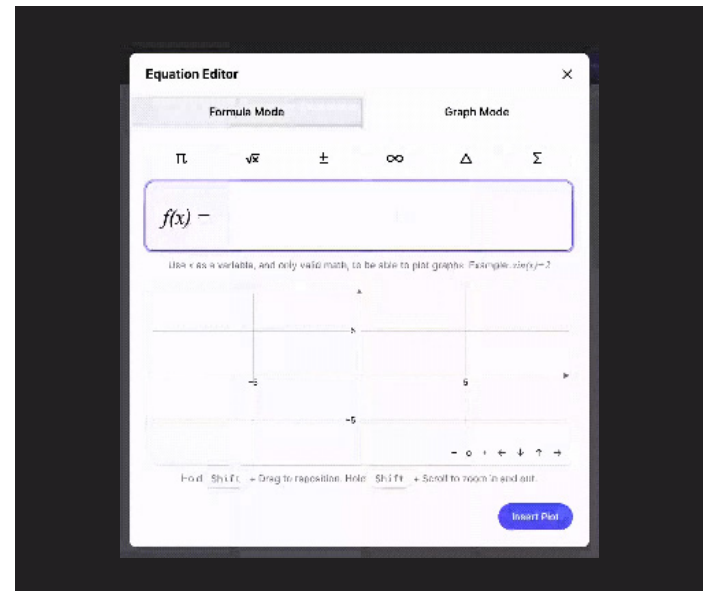 Equation Editor ×
Formula Mode Graph Mode
π √x ± ∞ △ Σ
f(x) =
Use x as a variable, and only valid math, to be able to plot graphs. Example:
5
-5 5
-5
- o + ← ↓ ↑ →
Hold Shift + Drag to reposition. Hold Shift + Scroll to zoom in and out.
Insert Plot